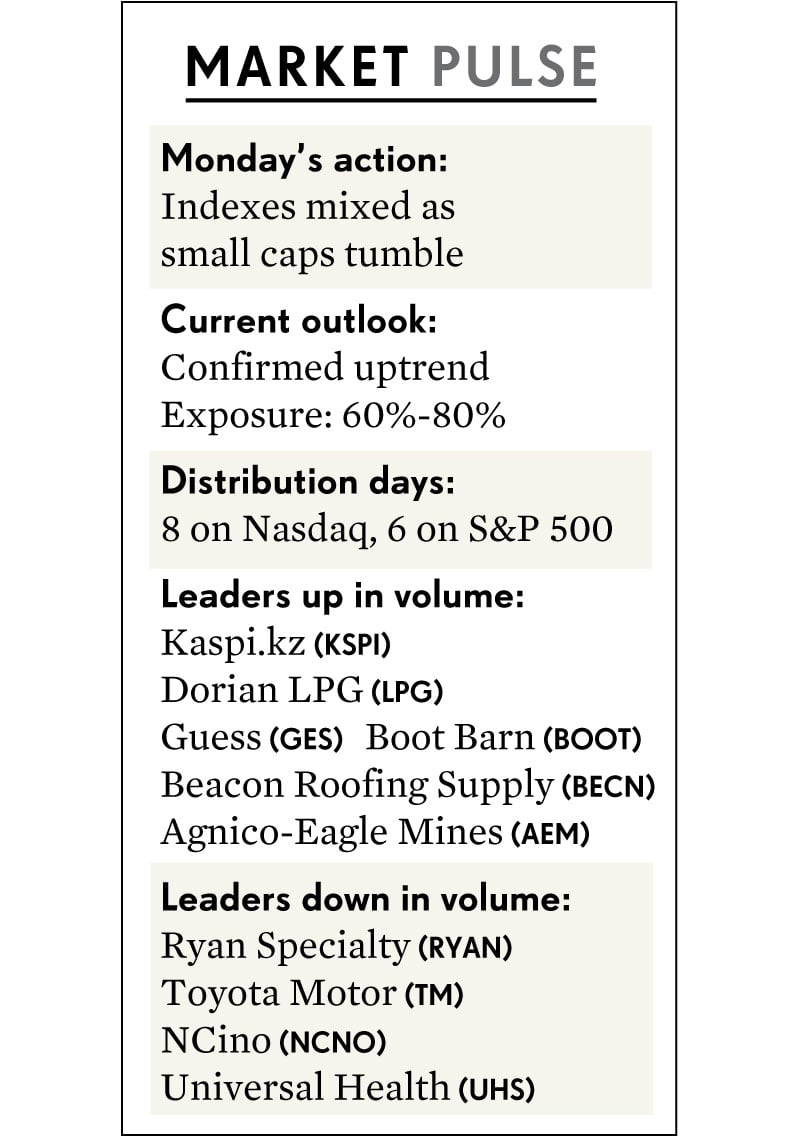 MARKET PULSE
Monday’s action:
Indexes mixed as
small caps tumble
Current outlook:
Confirmed uptrend
Exposure: 60%-80%
Distribution days:
8 on Nasdaq, 6 on S&P 500
Leaders up in volume:
Kaspi.kz (KSPI)
Dorian LPG (LPG)
Guess (GES) Boot Barn (BOOT)
Beacon Roofing Supply (BECN)
Agnico-Eagle Mines (AEM)
Leaders down in volume:
Ryan Specialty (RYAN)
Toyota Motor (TM)
NCino (NCNO)
Universal Health (UHS)